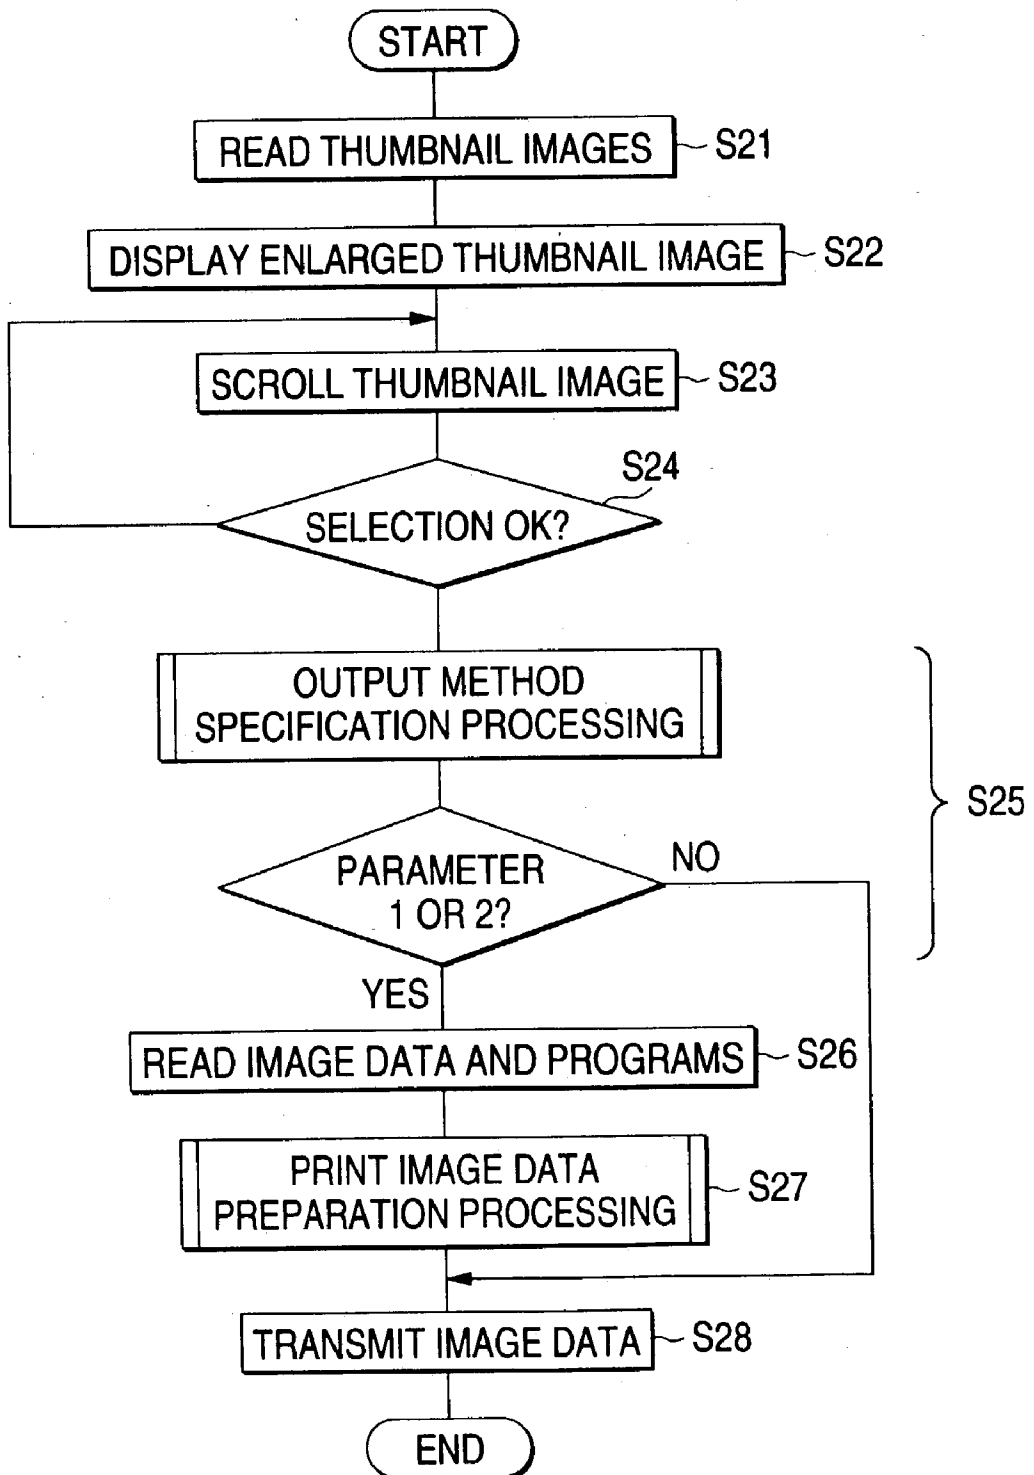 START
READ THUMBNAIL IMAGES
S21
DISPLAY ENLARGED THUMBNAIL IMAGE
S22
SCROLL THUMBNAIL IMAGE
S23
S24
SELECTION OK?
OUTPUT METHOD
SPECIFICATION PROCESSING
S25
PARAMETER
1 OR 2?
NO
YES
READ IMAGE DATA AND PROGRAMS
S26
PRINT IMAGE DATA
PREPARATION PROCESSING
S27
TRANSMIT IMAGE DATA
S28
END